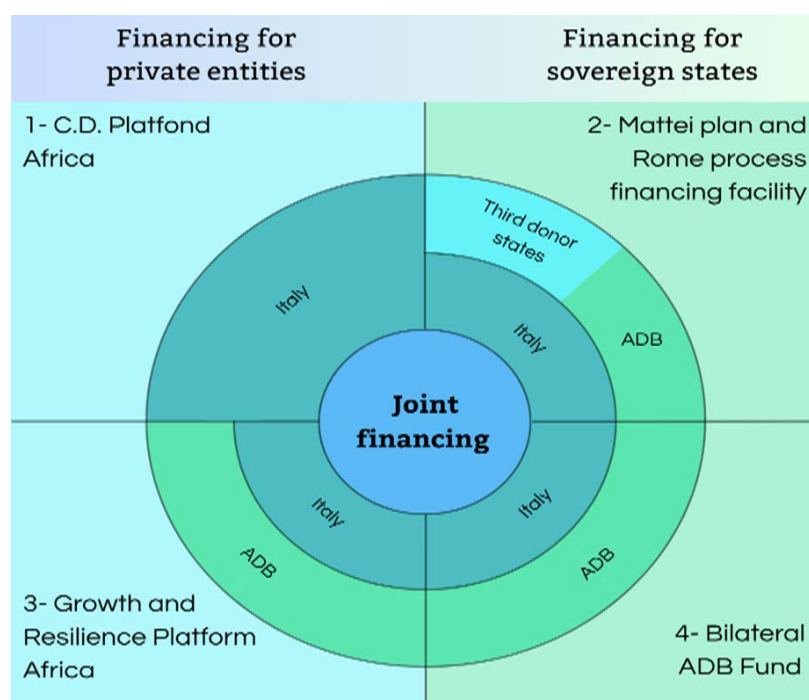 Financing for
private entities
Financing for
sovereign states
1- C.D. Platfond
Africa
2- Mattei plan and
Rome process
financing facility
Third donor
states
Italy
Italy
ADB
Joint
financing
Italy
Italy
ADB
ADB
3- Growth and
Resilience Platform
Africa
4- Bilateral
ADB Fund